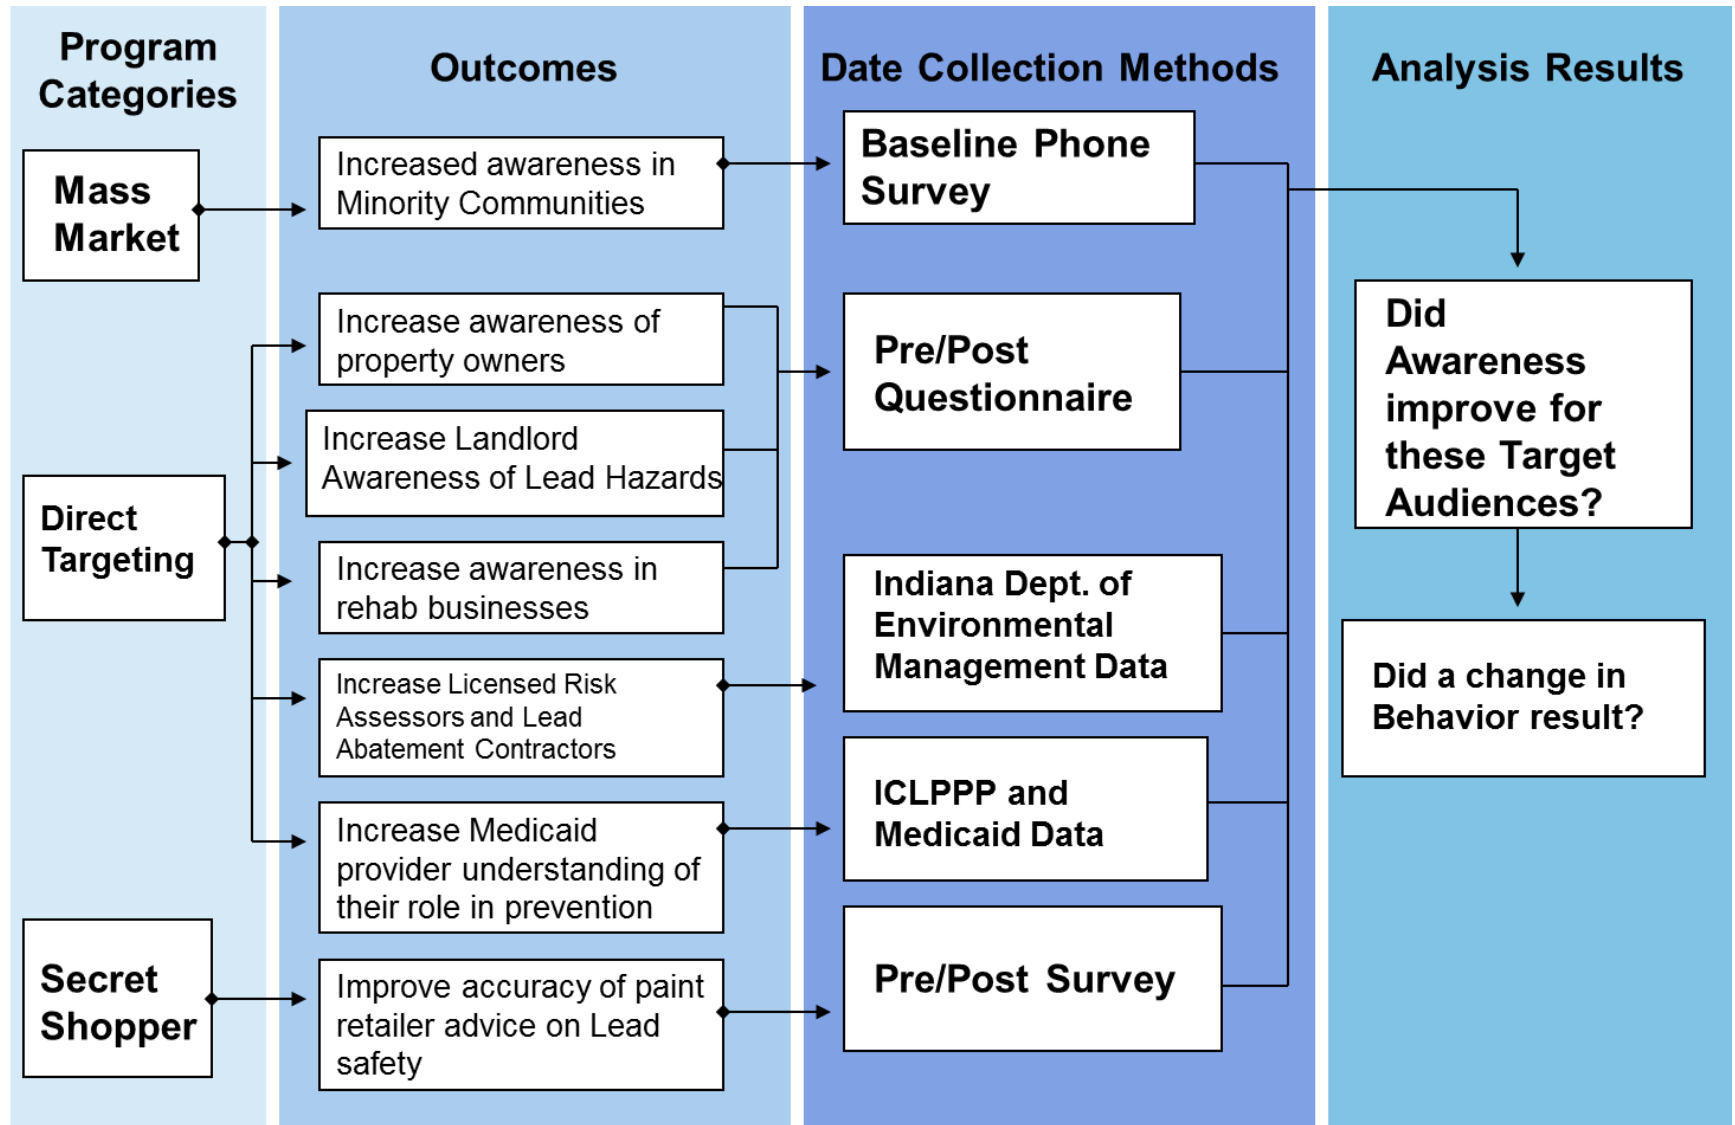 Program
Categories
Outcomes
Date Collection Methods
Analysis Results
Mass
Market
Direct
Targeting
Secret
Shopper
Increased awareness in
Minority Communities
Increase awareness of
property owners
Increase Landlord
Awareness of Lead Hazards
Increase awareness in
rehab businesses
Increase Licensed Risk
Assessors and Lead
Abatement Contractors
Increase Medicaid
provider understanding of
their role in prevention
Improve accuracy of paint
retailer advice on Lead
safety
Baseline Phone
Survey
Pre/Post
Questionnaire
Indiana Dept. of
Environmental
Management Data
ICLPPP and
Medicaid Data
Pre/Post Survey
Did
Awareness
improve for
these Target
Audiences?
Did a change in
Behavior result?